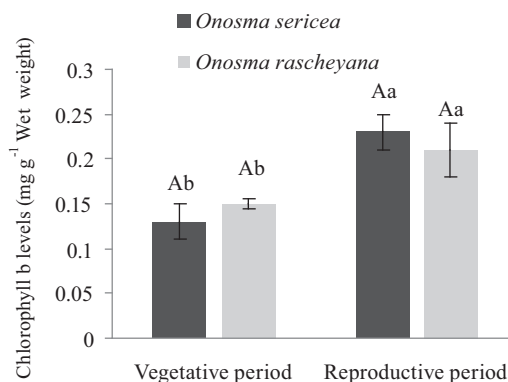 Onosma sericea
Onosma rascheyana
Chlorophyll b levels (mg g⁻¹ Wet weight)
0.3
0.25
0.2
0.15
0.1
0.05
0
Ab
Ab
Aa
Aa
Vegetative period
Reproductive period